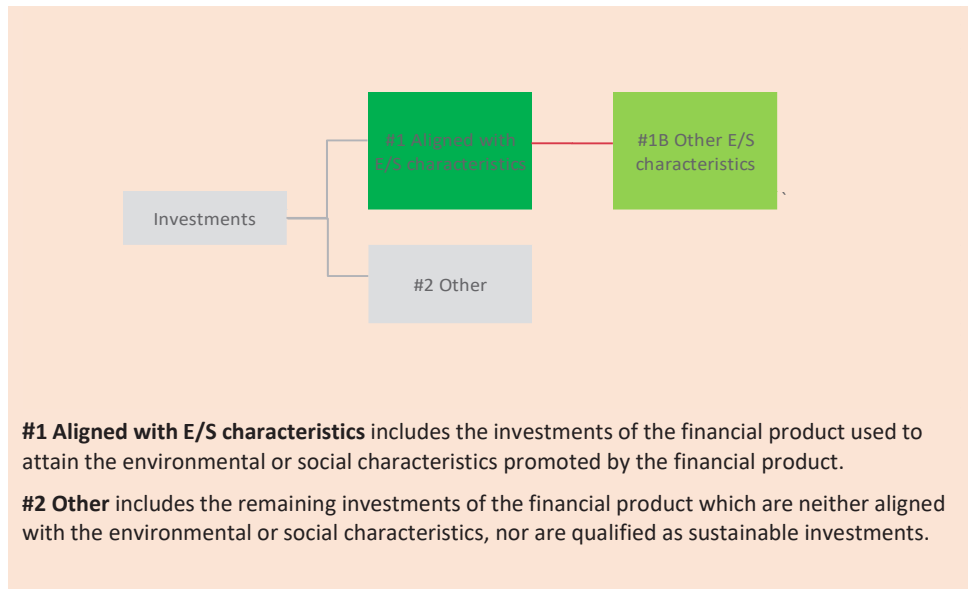 #1 Aligned with
E/S characteristics
#1B Other E/S
characteristics
`
Investments
#2 Other
#1 Aligned with E/S characteristics includes the investments of the financial product used to
attain the environmental or social characteristics promoted by the financial product.
#2 Other includes the remaining investments of the financial product which are neither aligned
with the environmental or social characteristics, nor are qualified as sustainable investments.